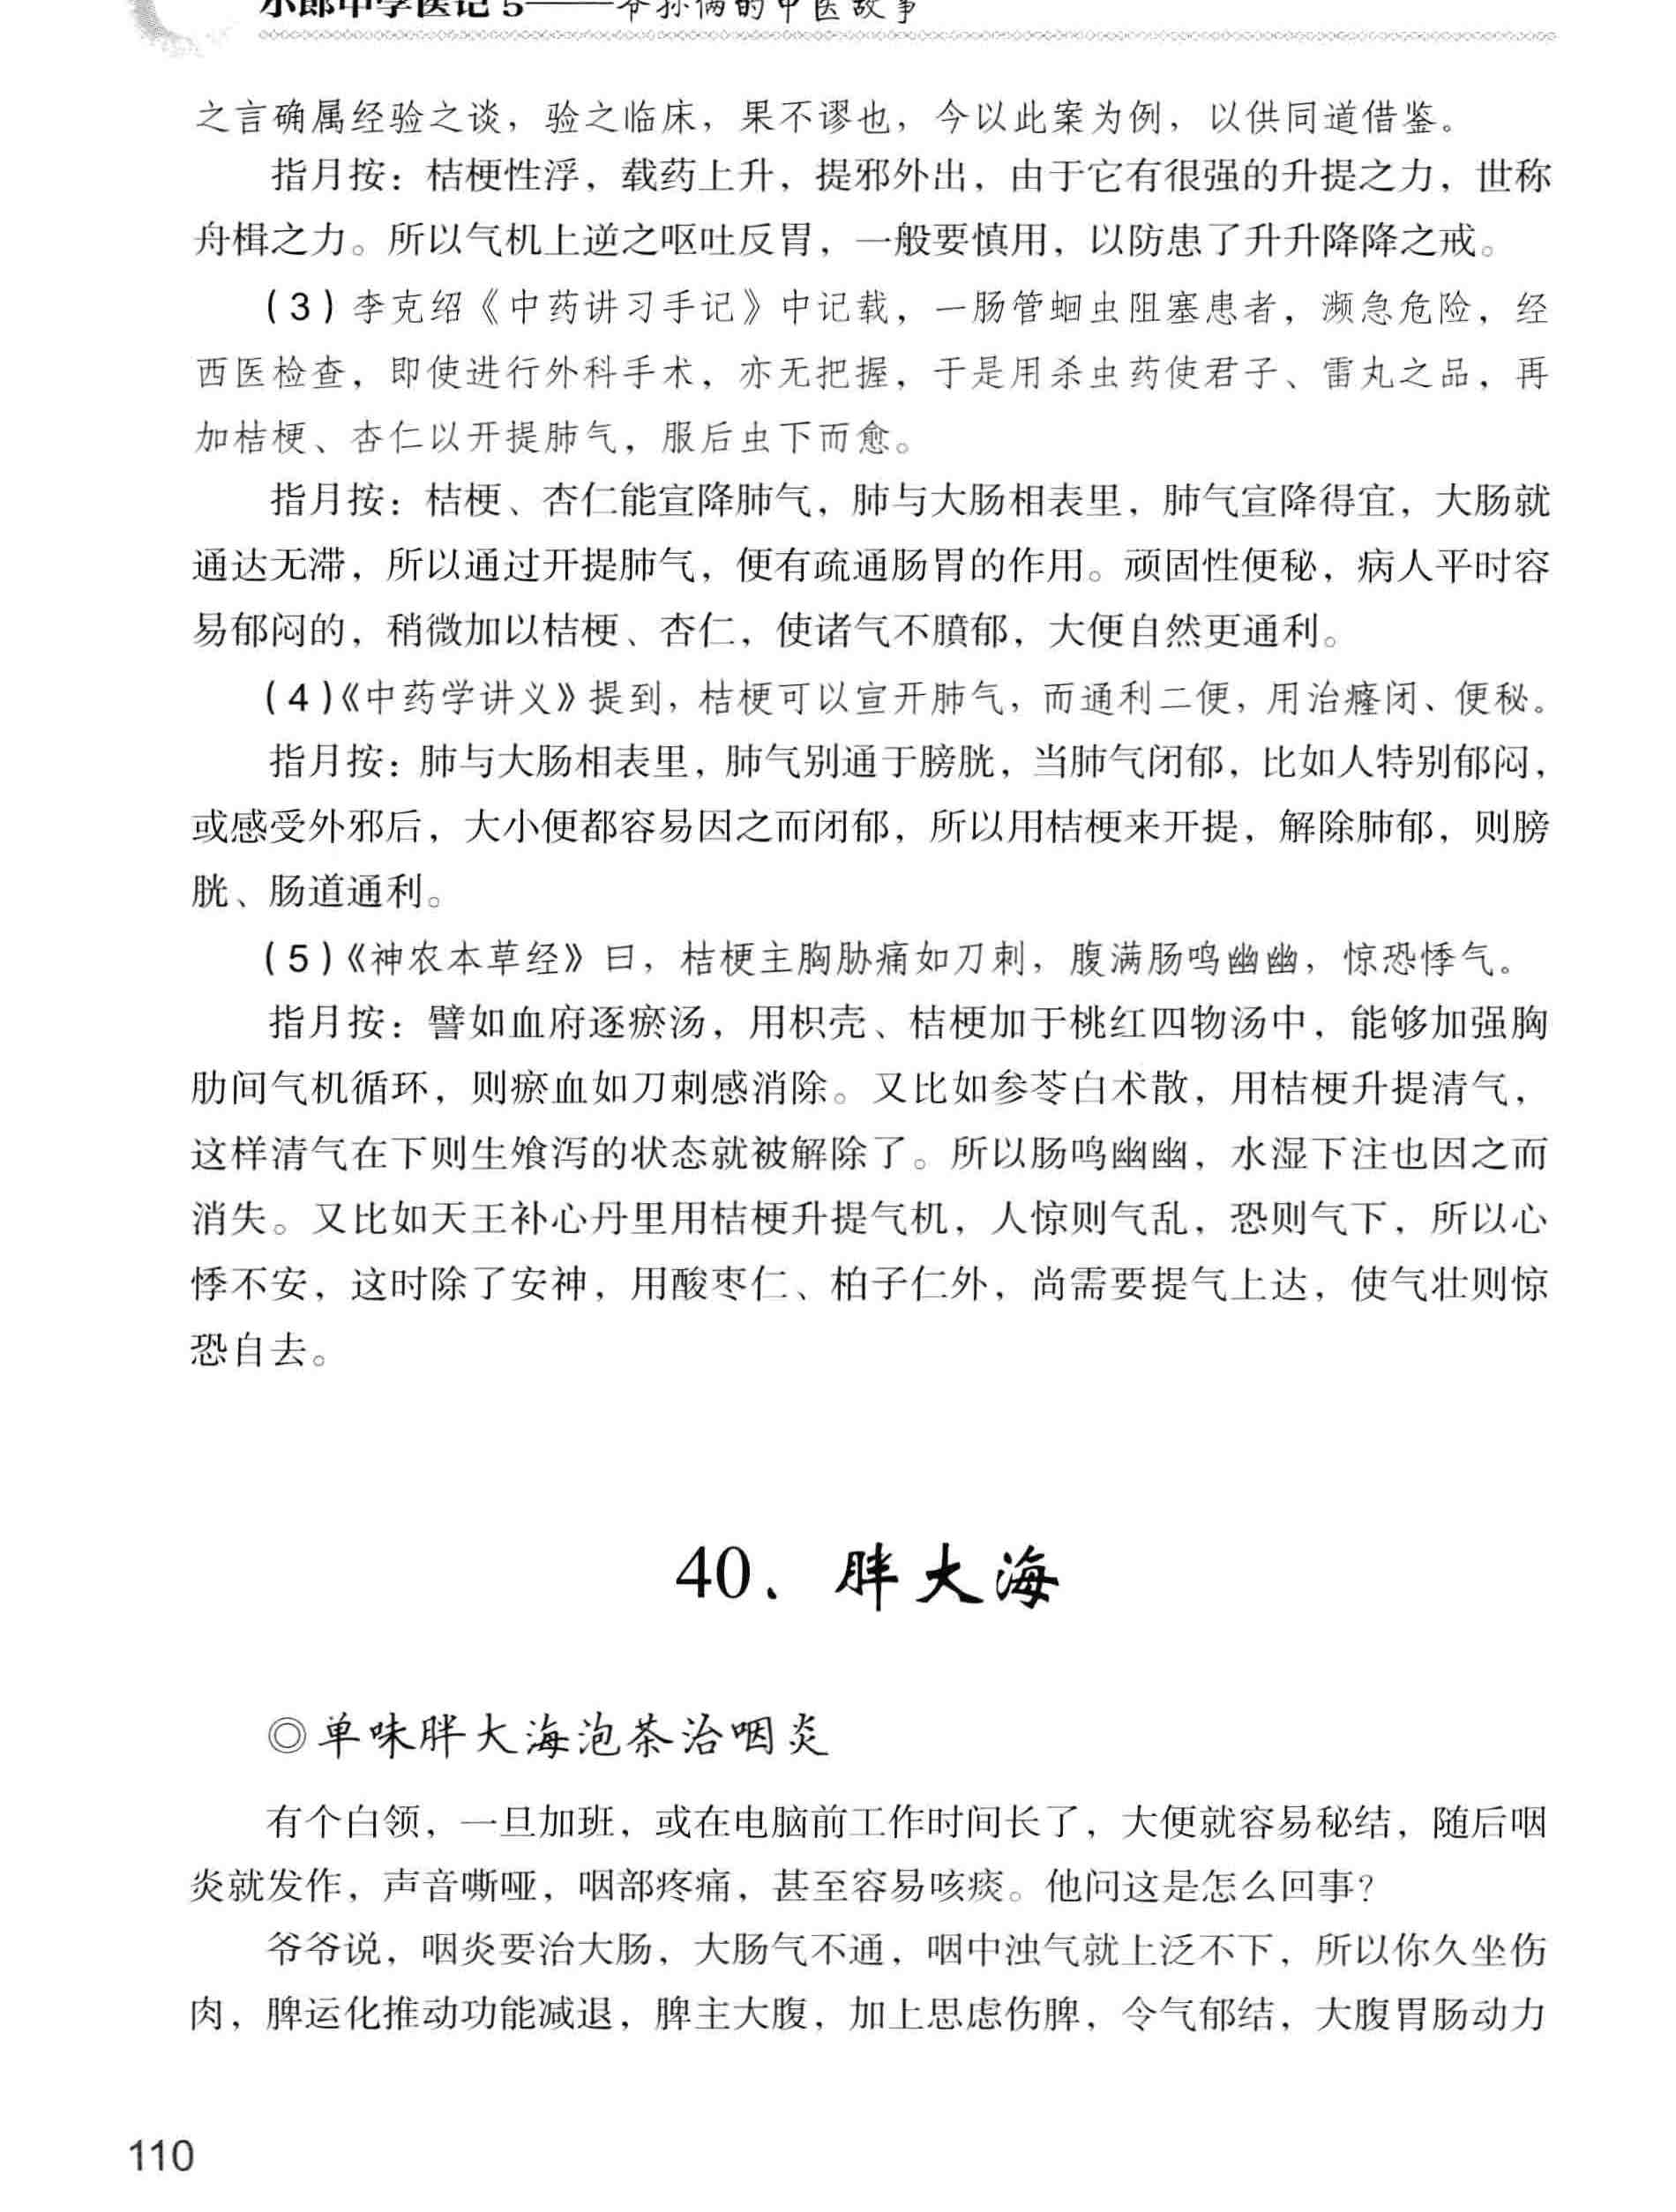 小郎中学医记5——爷孙俩的中医故事
之言确属经验之谈，验之临床，果不谬也，今以此案为例，以供同道借鉴。
指月按：桔梗性浮，载药上升，提邪外出，由于它有很强的升提之力，世称
舟楫之力。所以气机上逆之呕吐反胃，一般要慎用，以防患了升升降降之戒。
(3)李克绍《中药讲习手记》中记载，一肠管蛔虫阻塞患者，濒急危险，经
西医检查，即使进行外科手术，亦无把握，于是用杀虫药使君子、雷丸之品，再
加桔梗、杏仁以开提肺气，服后虫下而愈。
指月按：桔梗、杏仁能宣降肺气，肺与大肠相表里，肺气宣降得宜，大肠就
通达无滞，所以通过开提肺气，便有疏通肠胃的作用。顽固性便秘，病人平时容
易郁闷的，稍微加以桔梗、杏仁，使诸气不膹郁，大便自然更通利。
(4)《中药学讲义》提到，桔梗可以宣开肺气，而通利二便，用治癃闭、便秘。
指月按：肺与大肠相表里，肺气别通于膀胱，当肺气闭郁，比如人特别郁闷，
或感受外邪后，大小便都容易因之而闭郁，所以用桔梗来开提，解除肺郁，则膀
胱、肠道通利。
(5)《神农本草经》曰，桔梗主胸胁痛如刀刺，腹满肠鸣幽幽，惊恐悸气。
指月按：譬如血府逐瘀汤，用枳壳、桔梗加于桃红四物汤中，能够加强胸
肋间气机循环，则瘀血如刀刺感消除。又比如参苓白术散，用桔梗升提清气，
这样清气在下则生飧泻的状态就被解除了。所以肠鸣幽幽，水湿下注也因之而
消失。又比如天王补心丹里用桔梗升提气机，人惊则气乱，恐则气下，所以心
悸不安，这时除了安神，用酸枣仁、柏子仁外，尚需要提气上达，使气壮则惊
恐自去。
40、胖大海
◎单味胖大海泡茶治咽炎
有个白领，一旦加班，或在电脑前工作时间长了，大便就容易秘结，随后咽
炎就发作，声音嘶哑，咽部疼痛，甚至容易咳痰。他问这是怎么回事？
爷爷说，咽炎要治大肠，大肠气不通，咽中浊气就上泛不下，所以你久坐伤
肉，脾运化推动功能减退，脾主大腹，加上思虑伤脾，令气郁结，大腹胃肠动力
110